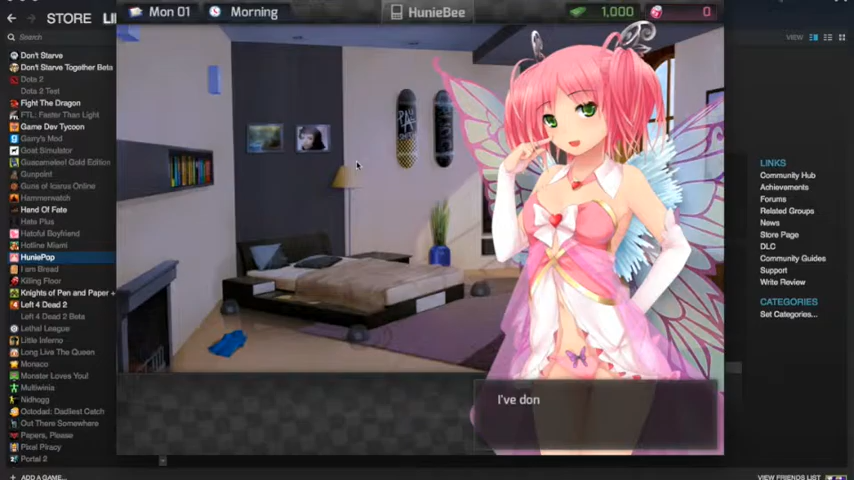 STORE LI
Mon 01 Morning HunieBee 1,000 0
Search
VIEW
Don't Starve
Don't Starve Together Beta
Dota 2
Dota 2 Test
Fight The Dragon
FTL: Faster Than Light
Game Dev Tycoon
Garry's Mod
Goat Simulator
Guacamelee! Gold Edition
Gunpoint
Guns of Icarus Online
Hammerwatch
Hand Of Fate
Hate Plus
Hatoful Boyfriend
Hotline Miami
HuniePop
I am Bread
Killing Floor
Knights of Pen and Paper +
Left 4 Dead 2
Left 4 Dead 2 Beta
Lethal League
Little Inferno
Long Live The Queen
Monaco
Monster Loves You!
Multiwinia
Nidhogg
Octodad: Dadliest Catch
Out There Somewhere
Papers, Please
Pixel Piracy
Portal 2
LINKS
Community Hub
Achievements
Forums
Related Groups
News
Store Page
DLC
Community Guides
Support
Write Review
CATEGORIES
Set Categories...
I've don
+ ADD A GAME...
VIEW FRIENDS LIST